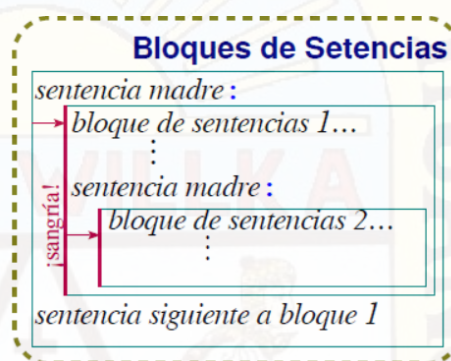 Bloques de Setencias
sentencia madre :
bloque de sentencias 1...
⋮
¡sangría!
sentencia madre :
bloque de sentencias 2...
⋮
sentencia siguiente a bloque 1
WILLKA